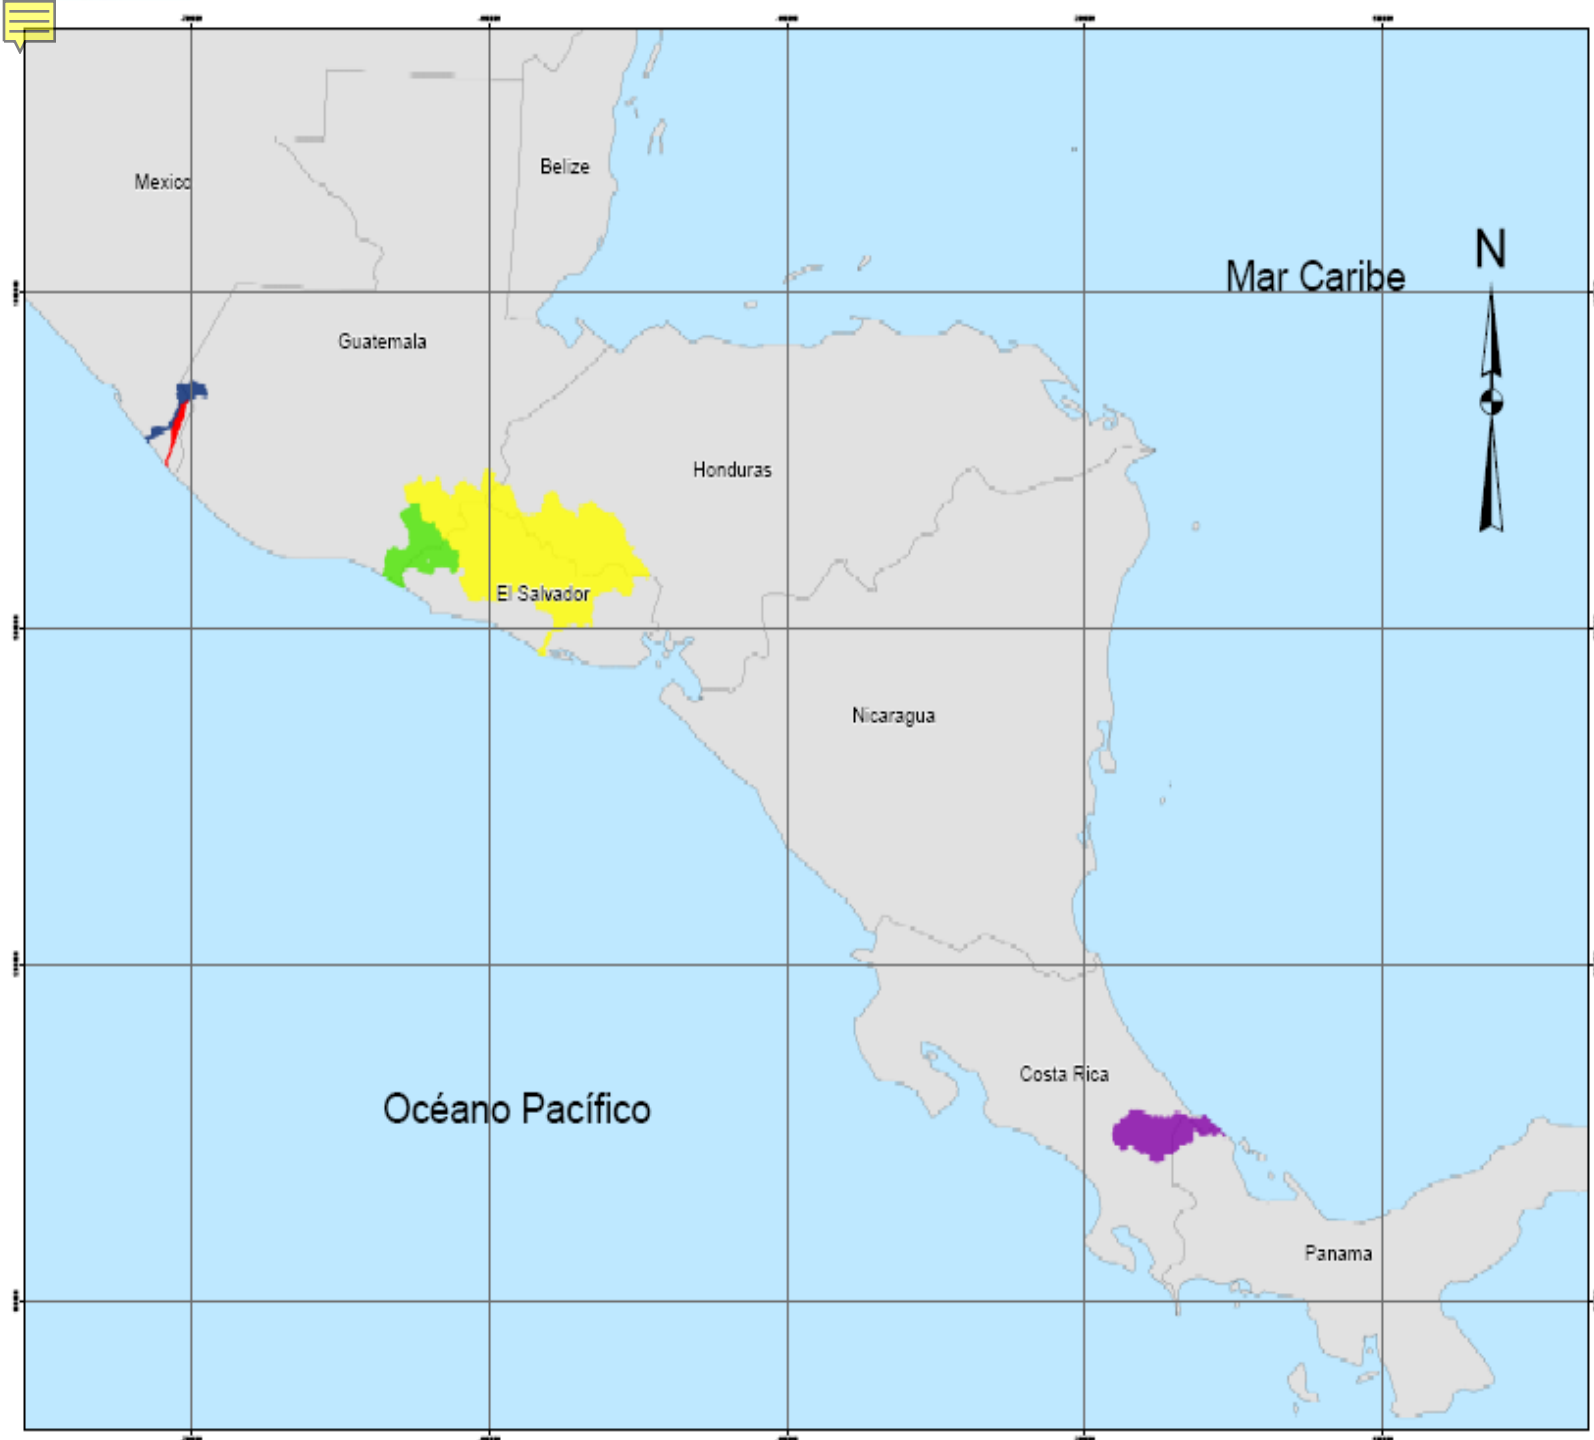 Belize
Mexico
N
Mar Caribe
Guatemala
Honduras
El Salvador
Nicaragua
Costa Rica
Océano Pacífico
Panama